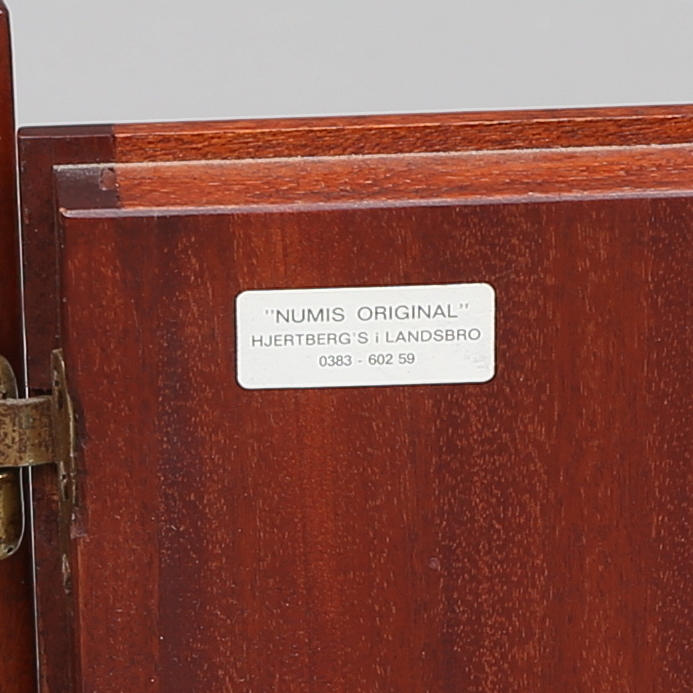 "NUMIS ORIGINAL"
HJERTBERG'S i LANDSBRO
0383 - 602 59